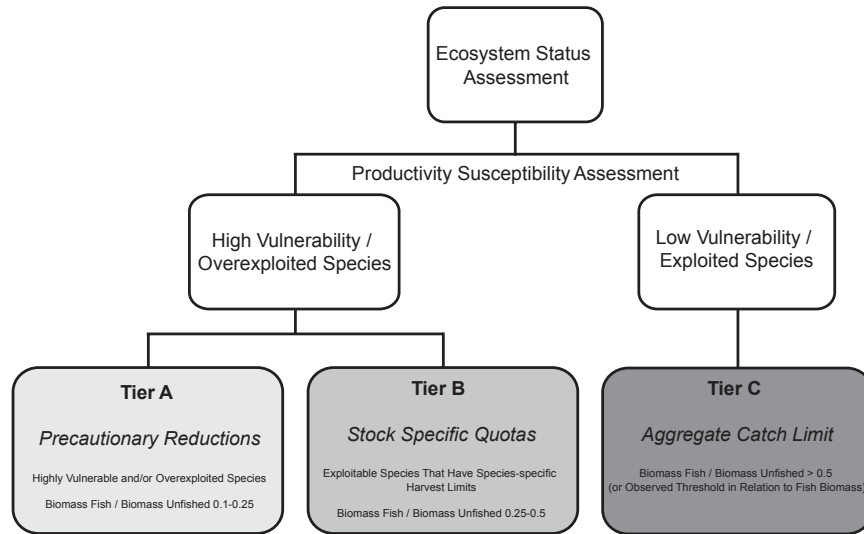 Ecosystem Status
Assessment
Productivity Susceptibility Assessment
High Vulnerability /
Overexploited Species
Low Vulnerability /
Exploited Species
Tier A
Precautionary Reductions
Highly Vulnerable and/or Overexploited Species
Biomass Fish / Biomass Unfished 0.1-0.25
Tier B
Stock Specific Quotas
Exploitable Species That Have Species-specific
Harvest Limits
Biomass Fish / Biomass Unfished 0.25-0.5
Tier C
Aggregate Catch Limit
Biomass Fish / Biomass Unfished > 0.5
(or Observed Threshold in Relation to Fish Biomass)